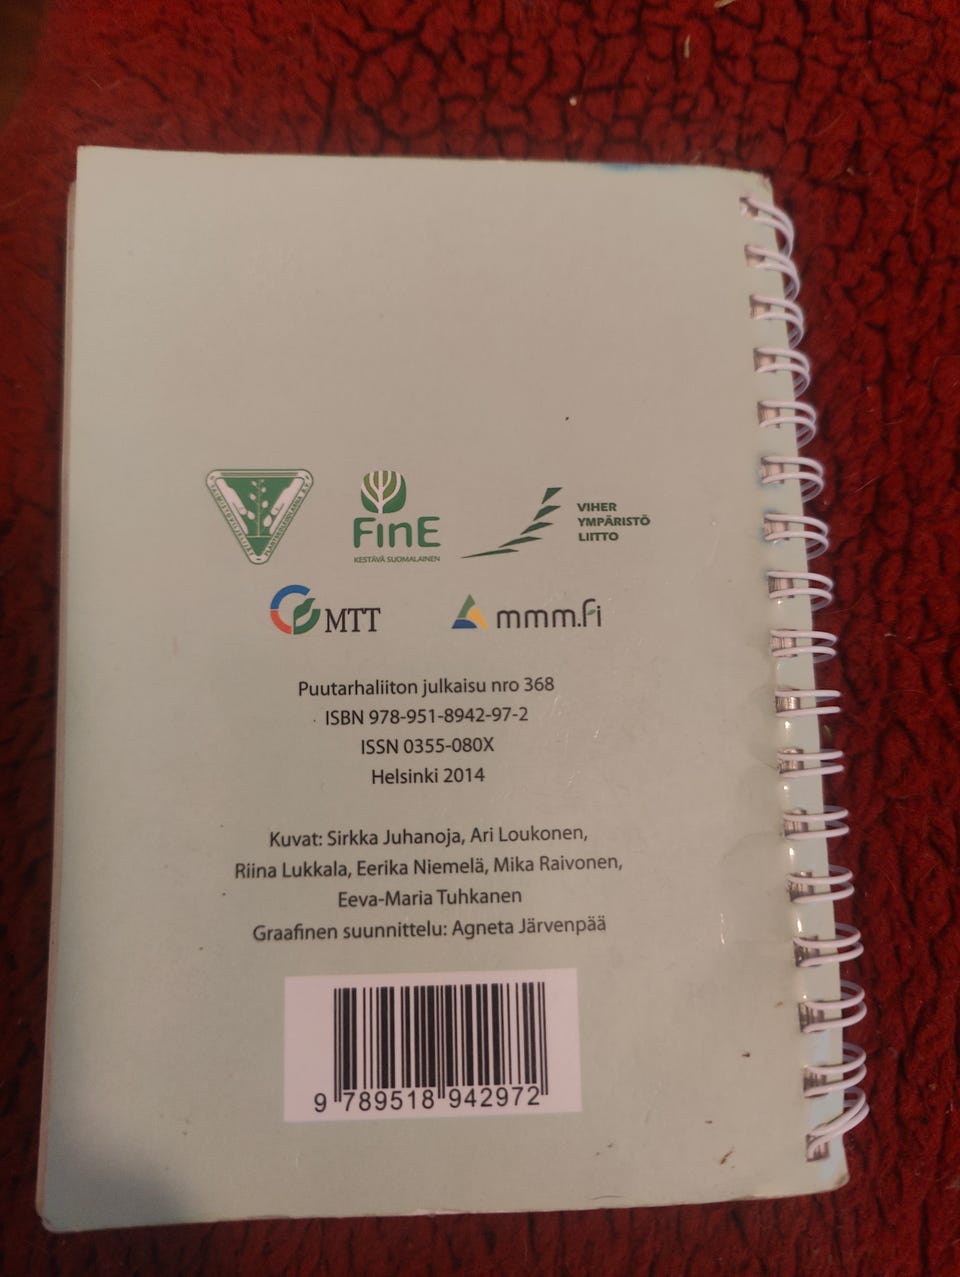 FinE
KESTÄVÄ SUOMALAINEN
VIHER
YMPÄRISTÖ
LIITTO
MTT
mmm.fi
Puutarhaliiton julkaisu nro 368
ISBN 978-951-8942-97-2
ISSN 0355-080X
Helsinki 2014
Kuvat: Sirkka Juhanoja, Ari Loukonen,
Riina Lukkala, Eerika Niemelä, Mika Raivonen,
Eeva-Maria Tuhkanen
Graafinen suunnittelu: Agneta Järvenpää
9 789518 942972